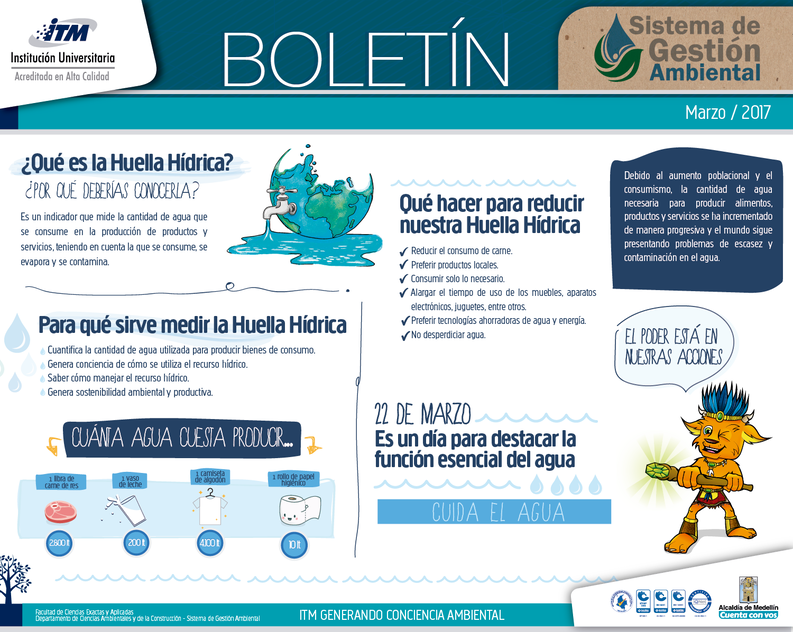 iTM
Institución Universitaria
Acreditada en Alta Calidad
BOLETÍN
Sistema de
Gestión
Ambiental
Marzo / 2017
¿Qué es la Huella Hídrica?
¿POR QUÉ DEBERÍAS CONOCERLA?
Es un indicador que mide la cantidad de agua que
se consume en la producción de productos y
servicios, teniendo en cuenta la que se consume, se
evapora y se contamina.
Para qué sirve medir la Huella Hídrica
Cuantifica la cantidad de agua utilizada para producir bienes de consumo.
Genera conciencia de cómo se utiliza el recurso hídrico.
Saber cómo manejar el recurso hídrico.
Genera sostenibilidad ambiental y productiva.
CUÁNTA AGUA CUESTA PRODUCIR...
1 libra de
carne de res
1 vaso
de leche
1 camiseta
de algodón
1 rollo de papel
higiénico
2.600 lt
200 lt
4.100 lt
10 lt
Qué hacer para reducir
nuestra Huella Hídrica
Reducir el consumo de carne.
Preferir productos locales.
Consumir solo lo necesario.
Alargar el tiempo de uso de los muebles, aparatos
electrónicos, juguetes, entre otros.
Preferir tecnologías ahorradoras de agua y energía.
No desperdiciar agua.
22 DE MARZO
Es un día para destacar la
función esencial del agua
CUIDA EL AGUA
Debido al aumento poblacional y el
consumismo, la cantidad de agua
necesaria para producir alimentos,
productos y servicios se ha incrementado
de manera progresiva y el mundo sigue
presentando problemas de escasez y
contaminación en el agua.
EL PODER ESTÁ EN
NUESTRAS ACCIONES
Facultad de Ciencias Exactas y Aplicadas
Departamento de Ciencias Ambientales y de la Construcción - Sistema de Gestión Ambiental
ITM GENERANDO CONCIENCIA AMBIENTAL
Alcaldía de Medellín
Cuenta con vos